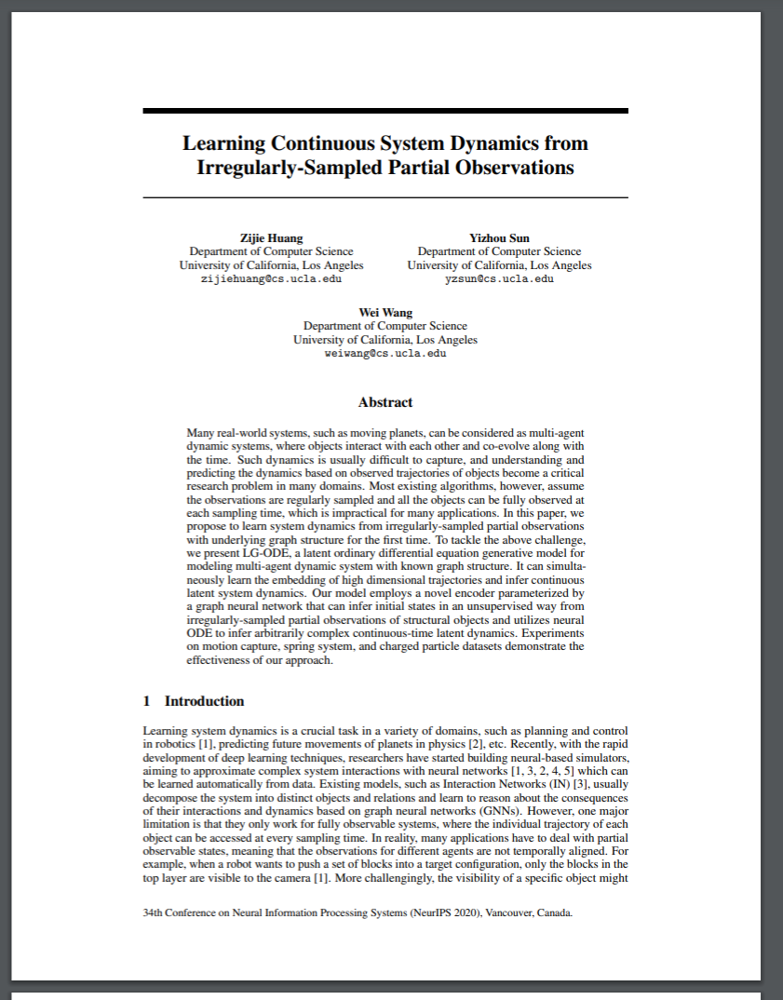 Learning Continuous System Dynamics from
Irregularly-Sampled Partial Observations
Zijie Huang
Department of Computer Science
University of California, Los Angeles
zijiehuang@cs.ucla.edu
Yizhou Sun
Department of Computer Science
University of California, Los Angeles
yzsun@cs.ucla.edu
Wei Wang
Department of Computer Science
University of California, Los Angeles
weiwang@cs.ucla.edu
Abstract
Many real-world systems, such as moving planets, can be considered as multi-agent
dynamic systems, where objects interact with each other and co-evolve along with
the time. Such dynamics is usually difficult to capture, and understanding and
predicting the dynamics based on observed trajectories of objects become a critical
research problem in many domains. Most existing algorithms, however, assume
the observations are regularly sampled and all the objects can be fully observed at
each sampling time, which is impractical for many applications. In this paper, we
propose to learn system dynamics from irregularly-sampled partial observations
with underlying graph structure for the first time. To tackle the above challenge,
we present LG-ODE, a latent ordinary differential equation generative model for
modeling multi-agent dynamic system with known graph structure. It can simulta-
neously learn the embedding of high dimensional trajectories and infer continuous
latent system dynamics. Our model employs a novel encoder parameterized by
a graph neural network that can infer initial states in an unsupervised way from
irregularly-sampled partial observations of structural objects and utilizes neural
ODE to infer arbitrarily complex continuous-time latent dynamics. Experiments
on motion capture, spring system, and charged particle datasets demonstrate the
effectiveness of our approach.
1 Introduction
Learning system dynamics is a crucial task in a variety of domains, such as planning and control
in robotics [1], predicting future movements of planets in physics [2], etc. Recently, with the rapid
development of deep learning techniques, researchers have started building neural-based simulators,
aiming to approximate complex system interactions with neural networks [1, 3, 2, 4, 5] which can
be learned automatically from data. Existing models, such as Interaction Networks (IN) [3], usually
decompose the system into distinct objects and relations and learn to reason about the consequences
of their interactions and dynamics based on graph neural networks (GNNs). However, one major
limitation is that they only work for fully observable systems, where the individual trajectory of each
object can be accessed at every sampling time. In reality, many applications have to deal with partial
observable states, meaning that the observations for different agents are not temporally aligned. For
example, when a robot wants to push a set of blocks into a target configuration, only the blocks in the
top layer are visible to the camera [1]. More challengingly, the visibility of a specific object might
34th Conference on Neural Information Processing Systems (NeurIPS 2020), Vancouver, Canada.